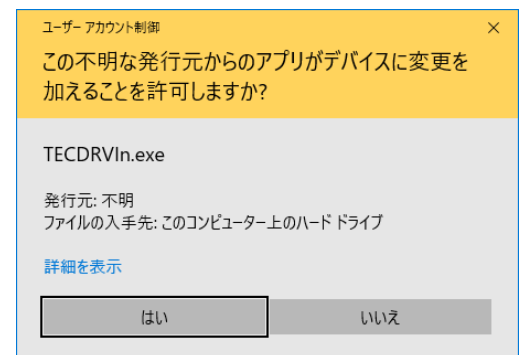 ユーザー アカウント制御
この不明な発行元からのアプリがデバイスに変更を
加えることを許可しますか?
TECDRVIn.exe
発行元: 不明
ファイルの入手先: このコンピューター上のハード ドライブ
詳細を表示
はい
いいえ